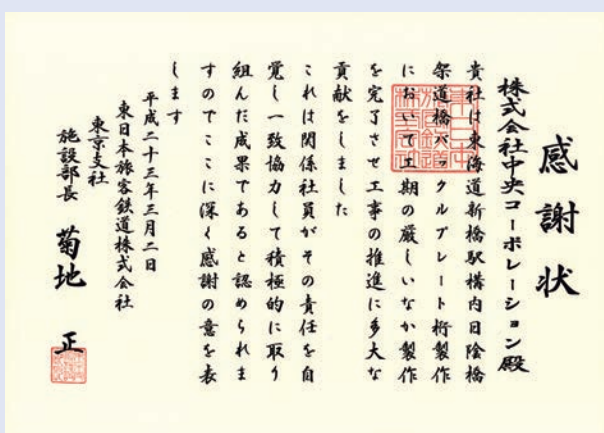 感謝状
株式会社中央コーポレーション殿
貴社は東海道新橋駅構内日陰橋
架道橋バックルプレート桁製作
において工期の厳しいなか製作
を完了させ工事の推進に多大な
貢献をしました
これは関係社員がその責任を自
覚し一致協力して積極的に取り
組んだ成果であると認められま
すのでここに深く感謝の意を表
します
平成二十三年三月二日
東日本旅客鉄道株式会社
東京支社
施設部長 菊地 正